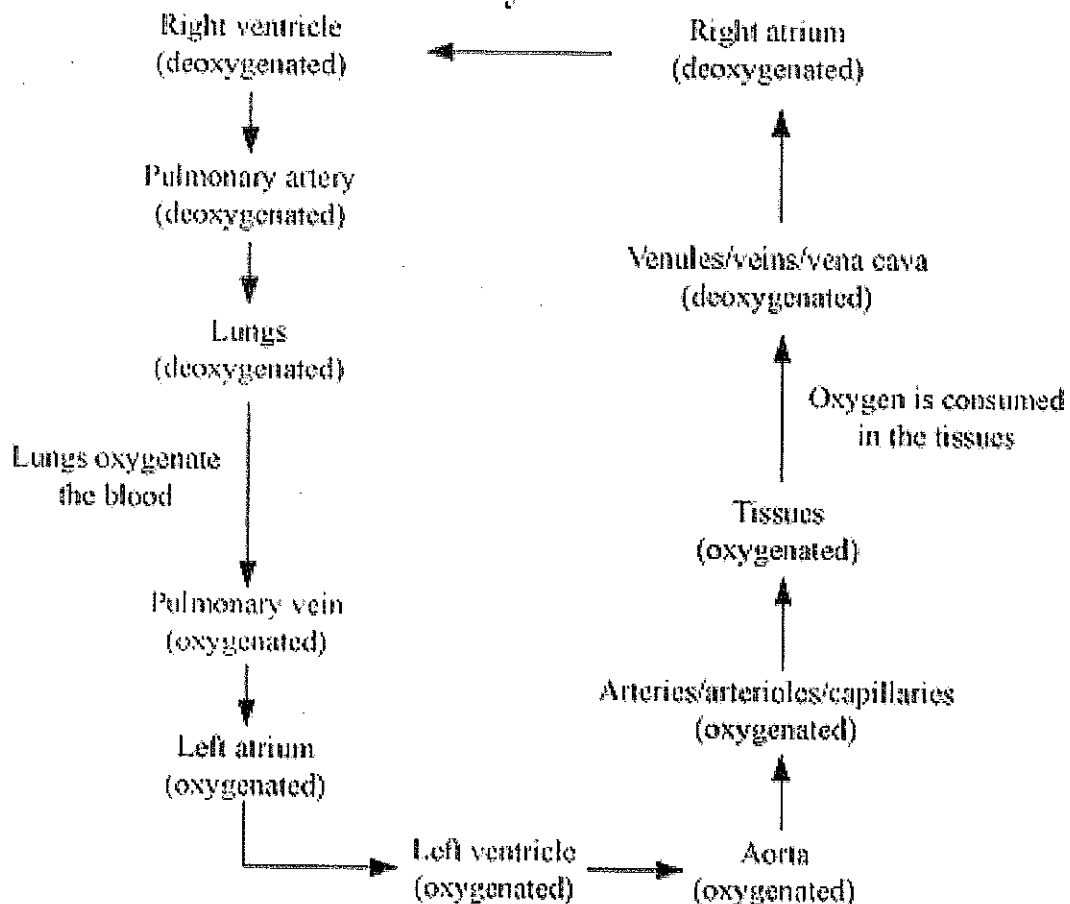 Right ventricle
(deoxygenated)
Right atrium
(deoxygenated)
Pulmonary artery
(deoxygenated)
Venules/veins/vena cava
(deoxygenated)
Lungs
(deoxygenated)
Oxygen is consumed
in the tissues
Lungs oxygenate
the blood
Tissues
(oxygenated)
Pulmonary vein
(oxygenated)
Arteries/arterioles/capillaries
(oxygenated)
Left atrium
(oxygenated)
Left ventricle
(oxygenated)
Aorta
(oxygenated)